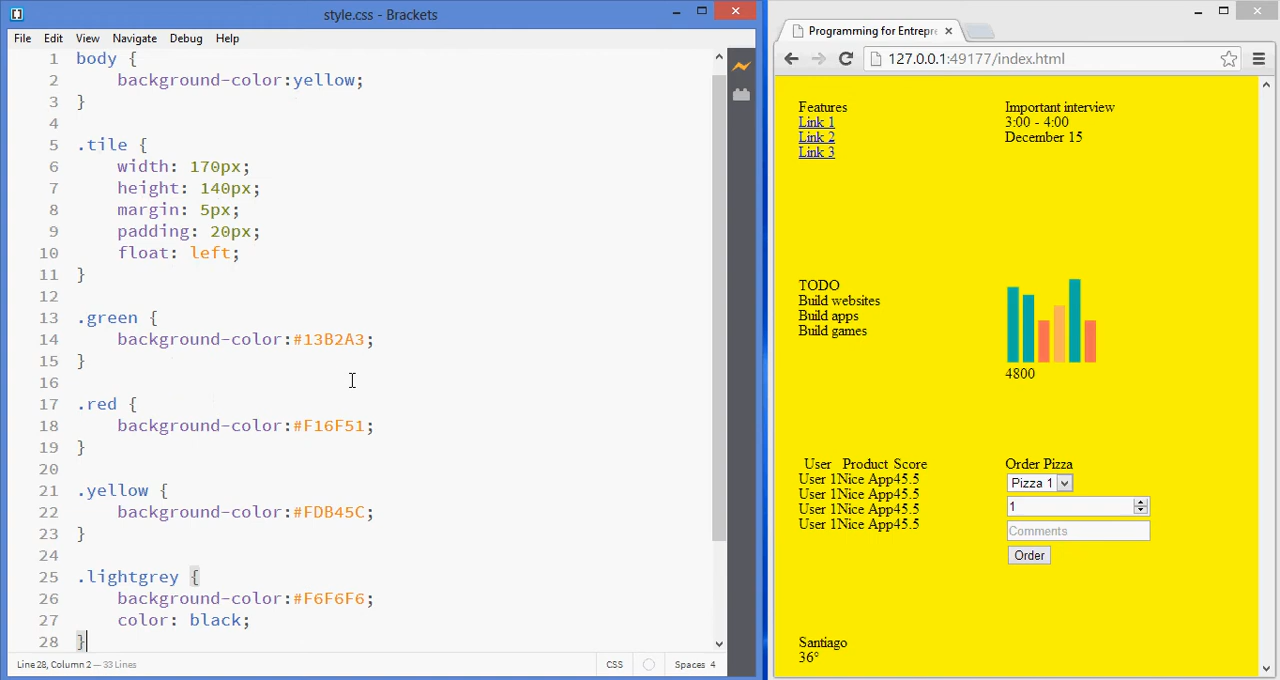 style.css - Brackets
File Edit View Navigate Debug Help
1 body {
2 background-color:yellow;
3 }
4
5 .tile {
6 width: 170px;
7 height: 140px;
8 margin: 5px;
9 padding: 20px;
10 float: left;
11 }
12
13 .green {
14 background-color:#13B2A3;
15 }
16
17 .red {
18 background-color:#F16F51;
19 }
20
21 .yellow {
22 background-color:#FDB45C;
23 }
24
25 .lightgrey {
26 background-color:#F6F6F6;
27 color: black;
28 }
Line 28, Column 2 — 33 Lines
CSS
Spaces 4
Programming for Entrepre
127.0.0.1:49177/index.html
Features
Link 1
Link 2
Link 3
Important interview
3:00 - 4:00
December 15
TODO
Build websites
Build apps
Build games
4800
User Product Score
User 1Nice App45.5
User 1Nice App45.5
User 1Nice App45.5
User 1Nice App45.5
Order Pizza
Pizza 1
1
Comments
Order
Santiago
36°